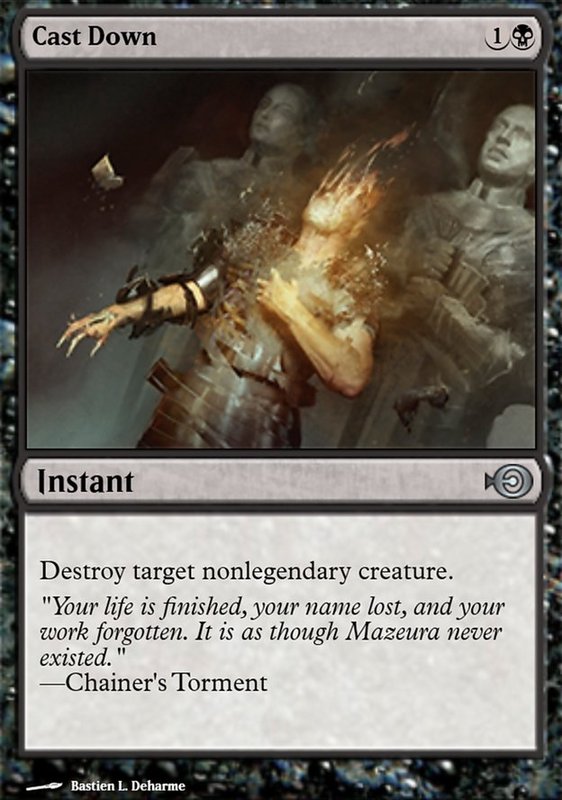 Cast Down
1
Instant
Destroy target nonlegendary creature.
"Your life is finished, your name lost, and your
work forgotten. It is as though Mazeura never
existed."
—Chainer's Torment
Bastien L. Deharme